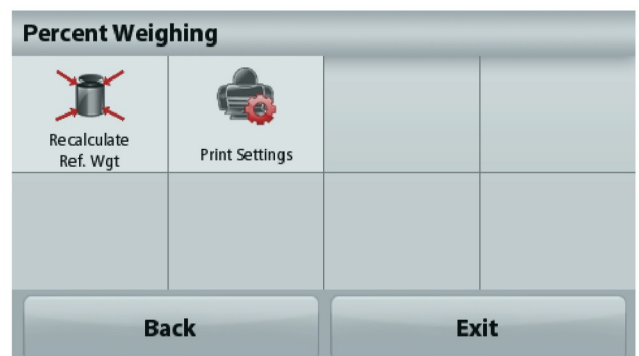 Percent Weighing
Recalculate
Ref. Wgt
Print Settings
Back
Exit